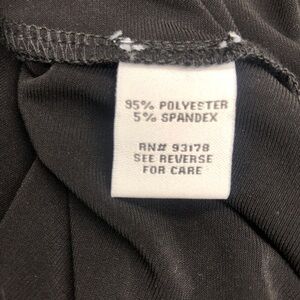 95% POLYESTER
5% SPANDEX
RN# 93178
SEE REVERSE
FOR CARE